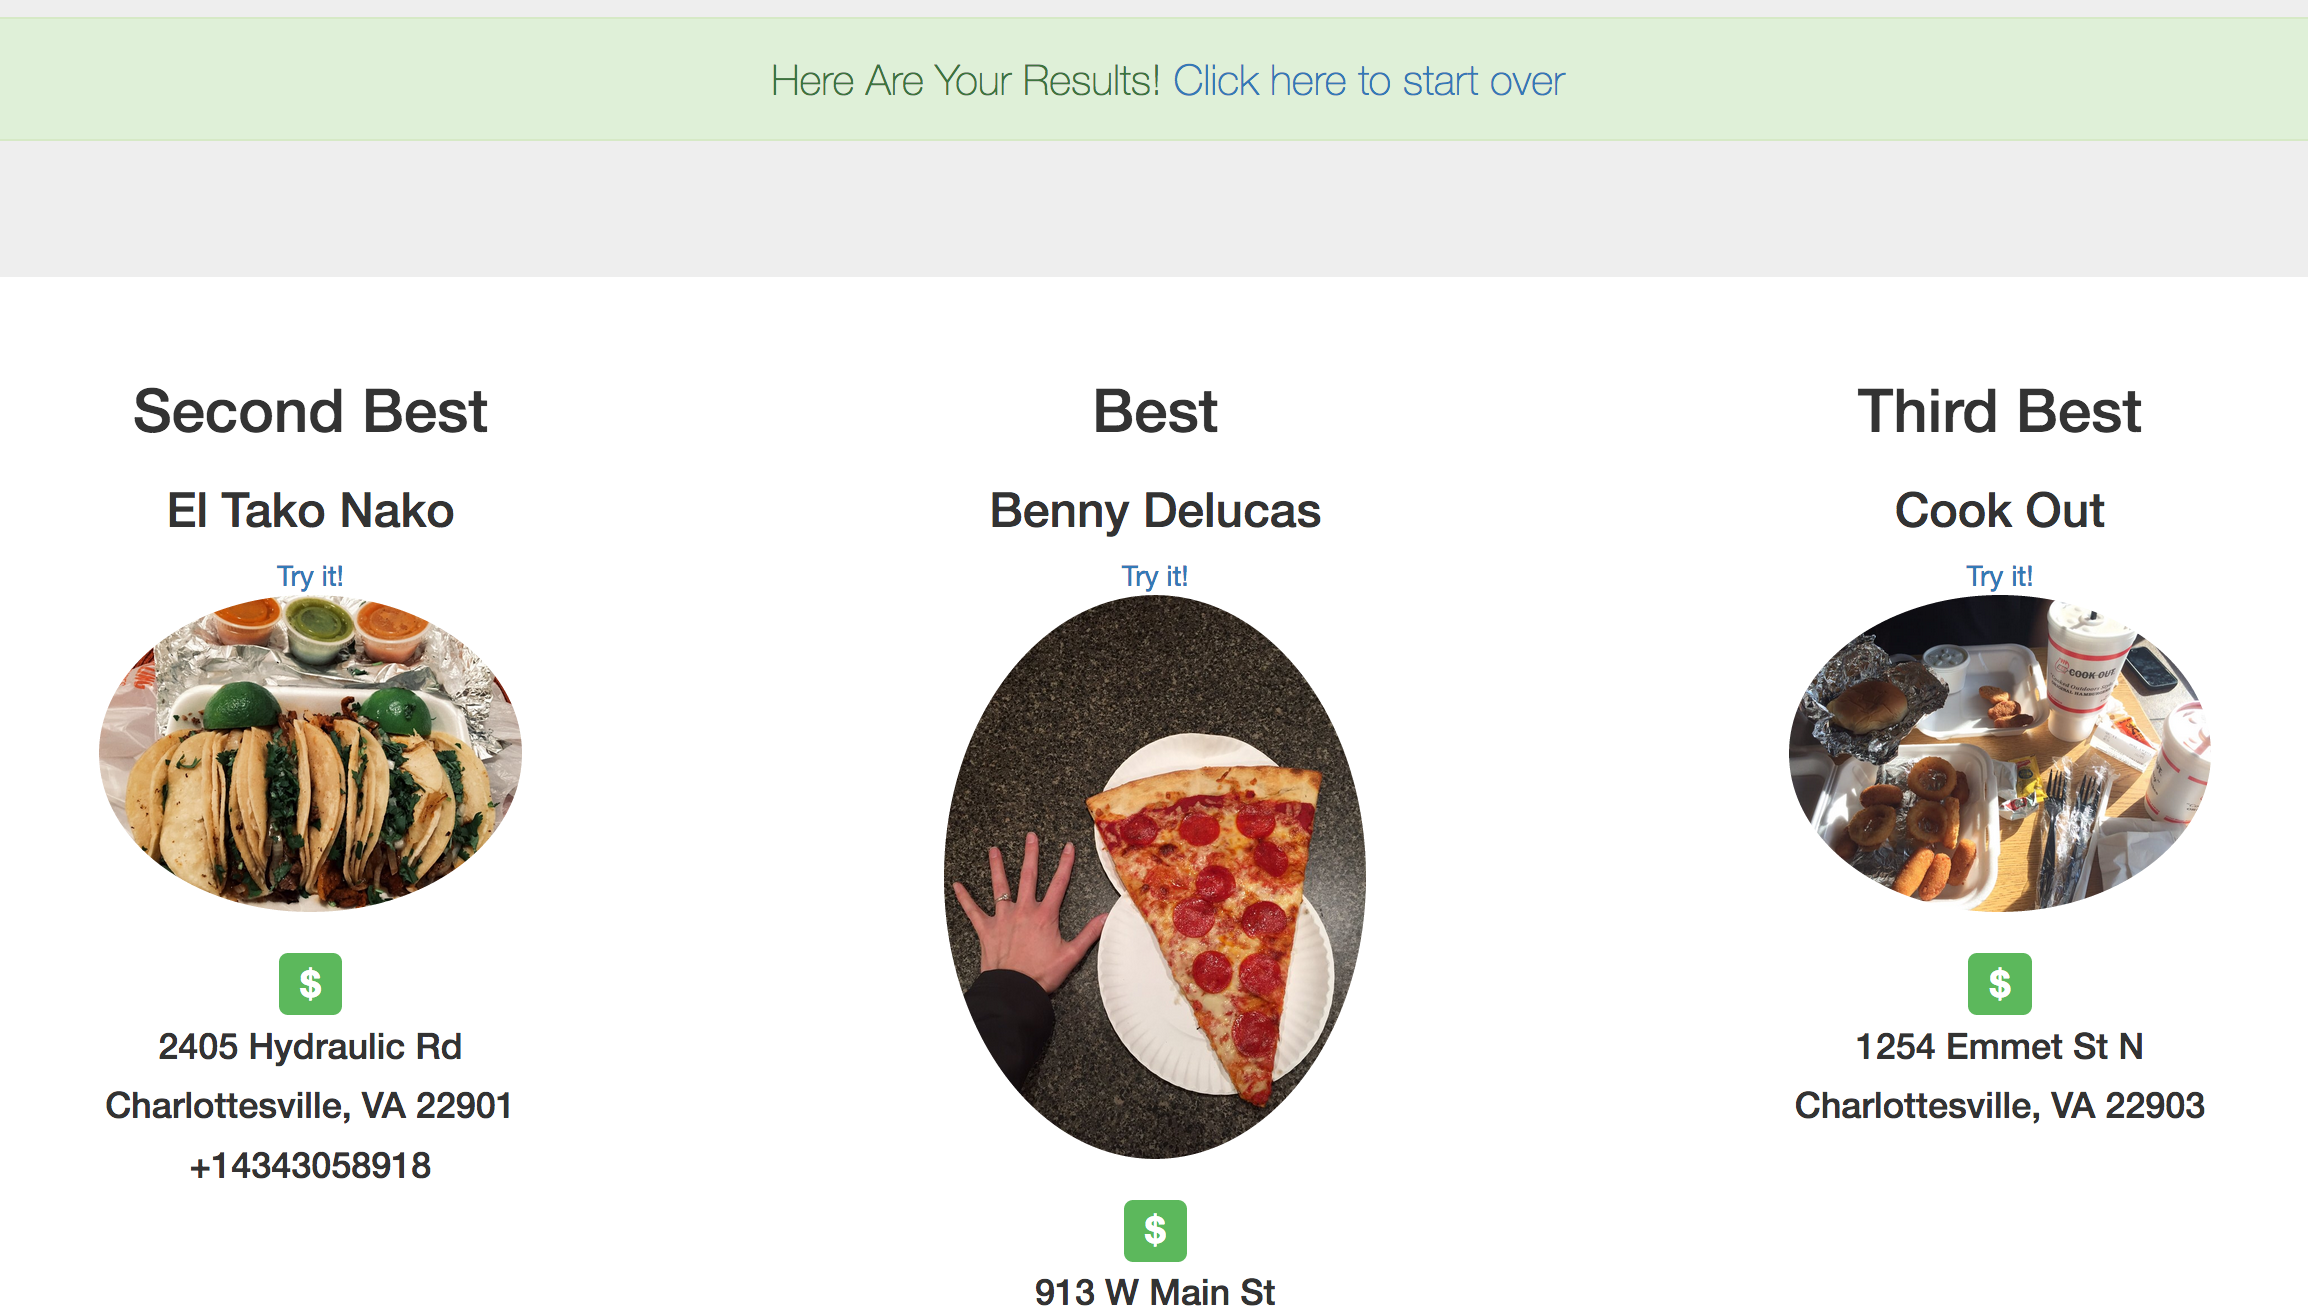 Here Are Your Results! Click here to start over
Second Best
El Tako Nako
Try it!
$
2405 Hydraulic Rd
Charlottesville, VA 22901
+14343058918
Best
Benny Delucas
Try it!
$
913 W Main St
Third Best
Cook Out
Try it!
COOK-OUT
$
1254 Emmet St N
Charlottesville, VA 22903